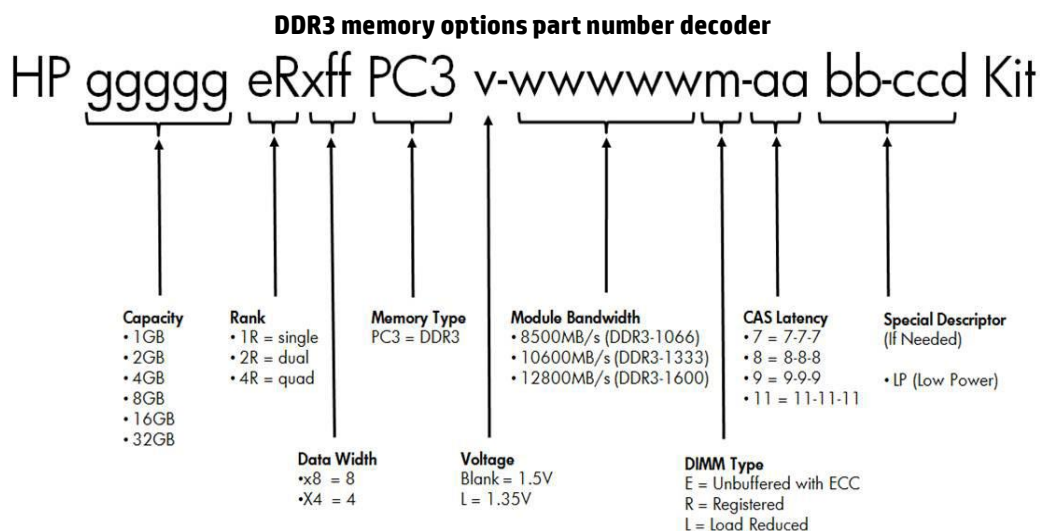 DDR3 memory options part number decoder
HP ggggg eRxff PC3 v-wwwwwm-aa bb-ccd Kit
Capacity
• 1GB
• 2GB
• 4GB
• 8GB
• 16GB
• 32GB
Rank
• 1R = single
• 2R = dual
• 4R = quad
Memory Type
PC3 = DDR3
Module Bandwidth
• 8500MB/s (DDR3-1066)
• 10600MB/s (DDR3-1333)
• 12800MB/s (DDR3-1600)
CAS Latency
• 7 = 7-7-7
• 8 = 8-8-8
• 9 = 9-9-9
• 11 = 11-11-11
Special Descriptor
(If Needed)
• LP (Low Power)
Data Width
•x8 = 8
•X4 = 4
Voltage
Blank = 1.5V
L = 1.35V
DIMM Type
E = Unbuffered with ECC
R = Registered
L = Load Reduced